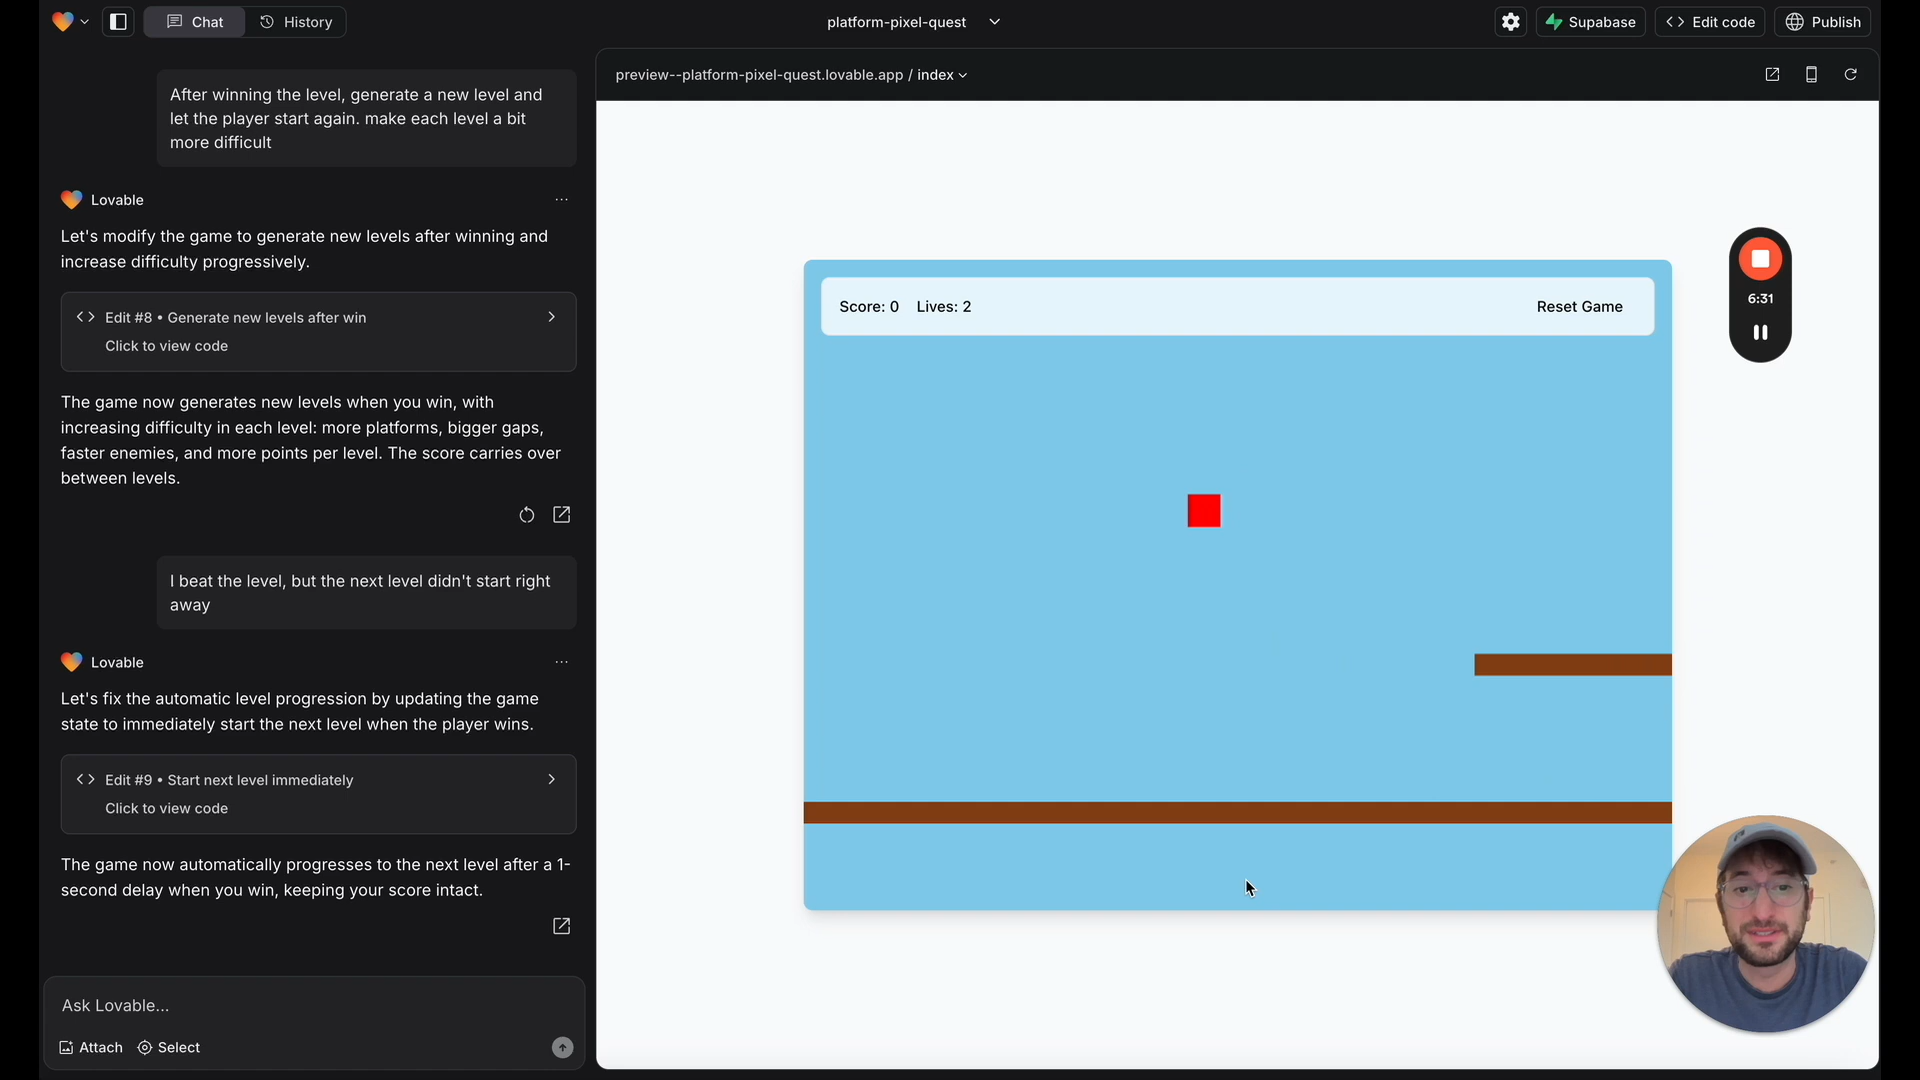 Chat
History
platform-pixel-quest
Supabase
Edit code
Publish
After winning the level, generate a new level and
let the player start again. make each level a bit
more difficult
Lovable
Let's modify the game to generate new levels after winning and
increase difficulty progressively.
Edit #8 • Generate new levels after win
Click to view code
The game now generates new levels when you win, with
increasing difficulty in each level: more platforms, bigger gaps,
faster enemies, and more points per level. The score carries over
between levels.
I beat the level, but the next level didn't start right
away
Lovable
Let's fix the automatic level progression by updating the game
state to immediately start the next level when the player wins.
Edit #9 • Start next level immediately
Click to view code
The game now automatically progresses to the next level after a 1-
second delay when you win, keeping your score intact.
Ask Lovable...
Attach
Select
preview--platform-pixel-quest.lovable.app / index
Score: 0 Lives: 2
Reset Game
6:31